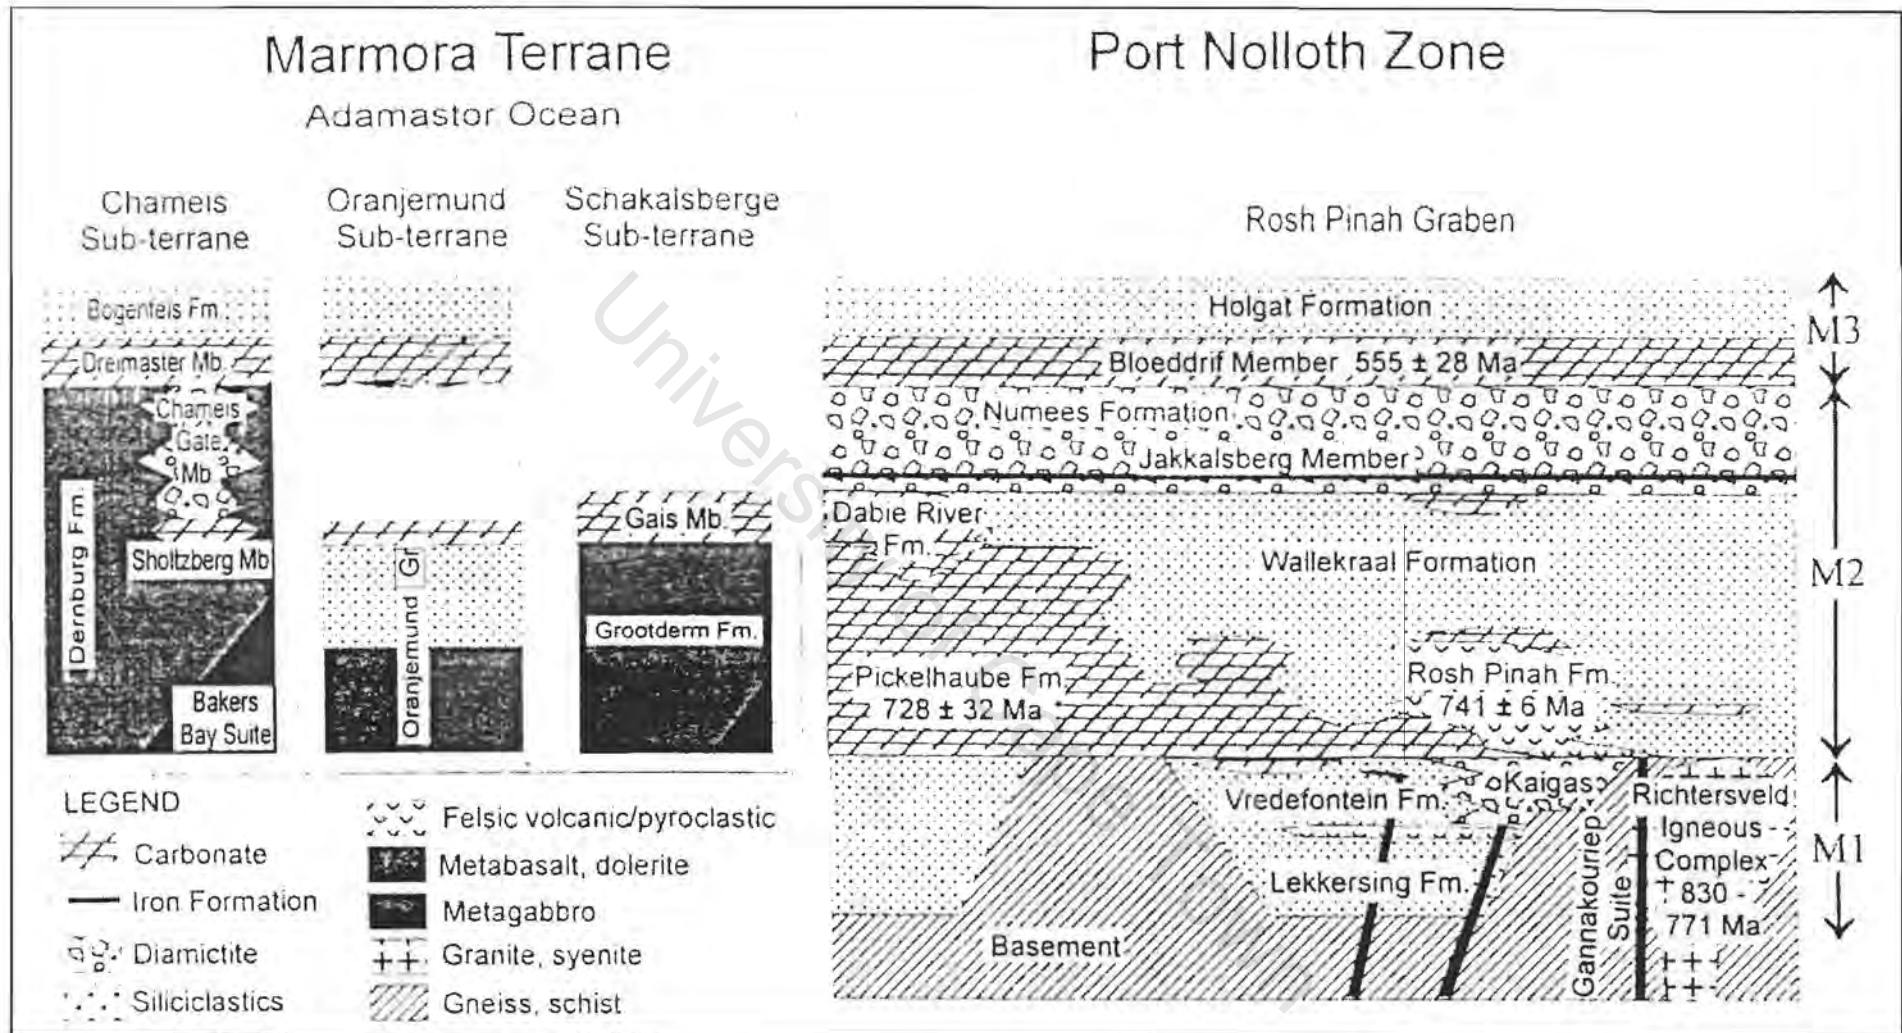 Marmora Terrane
Adamastor Ocean
Chameis
Sub-terrane
Oranjemund
Sub-terrane
Schakalsberge
Sub-terrane
Bogenfels Fm.
Dreimaster Mb.
Chameis
Gate
Mb.
Dernburg Fm.
Sholtzberg Mb
Bakers
Bay Suite
Oranjemund Gr
Gais Mb.
Grootderm Fm.
Port Nolloth Zone
Rosh Pinah Graben
Holgat Formation
Bloeddrif Member 555 ± 28 Ma
Numees Formation
Jakkalsberg Member
Dabie River
Fm.
Wallekraal Formation
Pickelhaube Fm.
728 ± 32 Ma
Rosh Pinah Fm.
741 ± 6 Ma
Vredefontein Fm.
Kaigas
Lekkersing Fm.
Basement
Gannakouriep
Suite
Richtersveld
Igneous
Complex
830 -
771 Ma
M3
M2
M1
LEGEND
Carbonate
Iron Formation
Diamictite
Siliciclastics
Felsic volcanic/pyroclastic
Metabasalt, dolerite
Metagabbro
Granite, syenite
Gneiss, schist